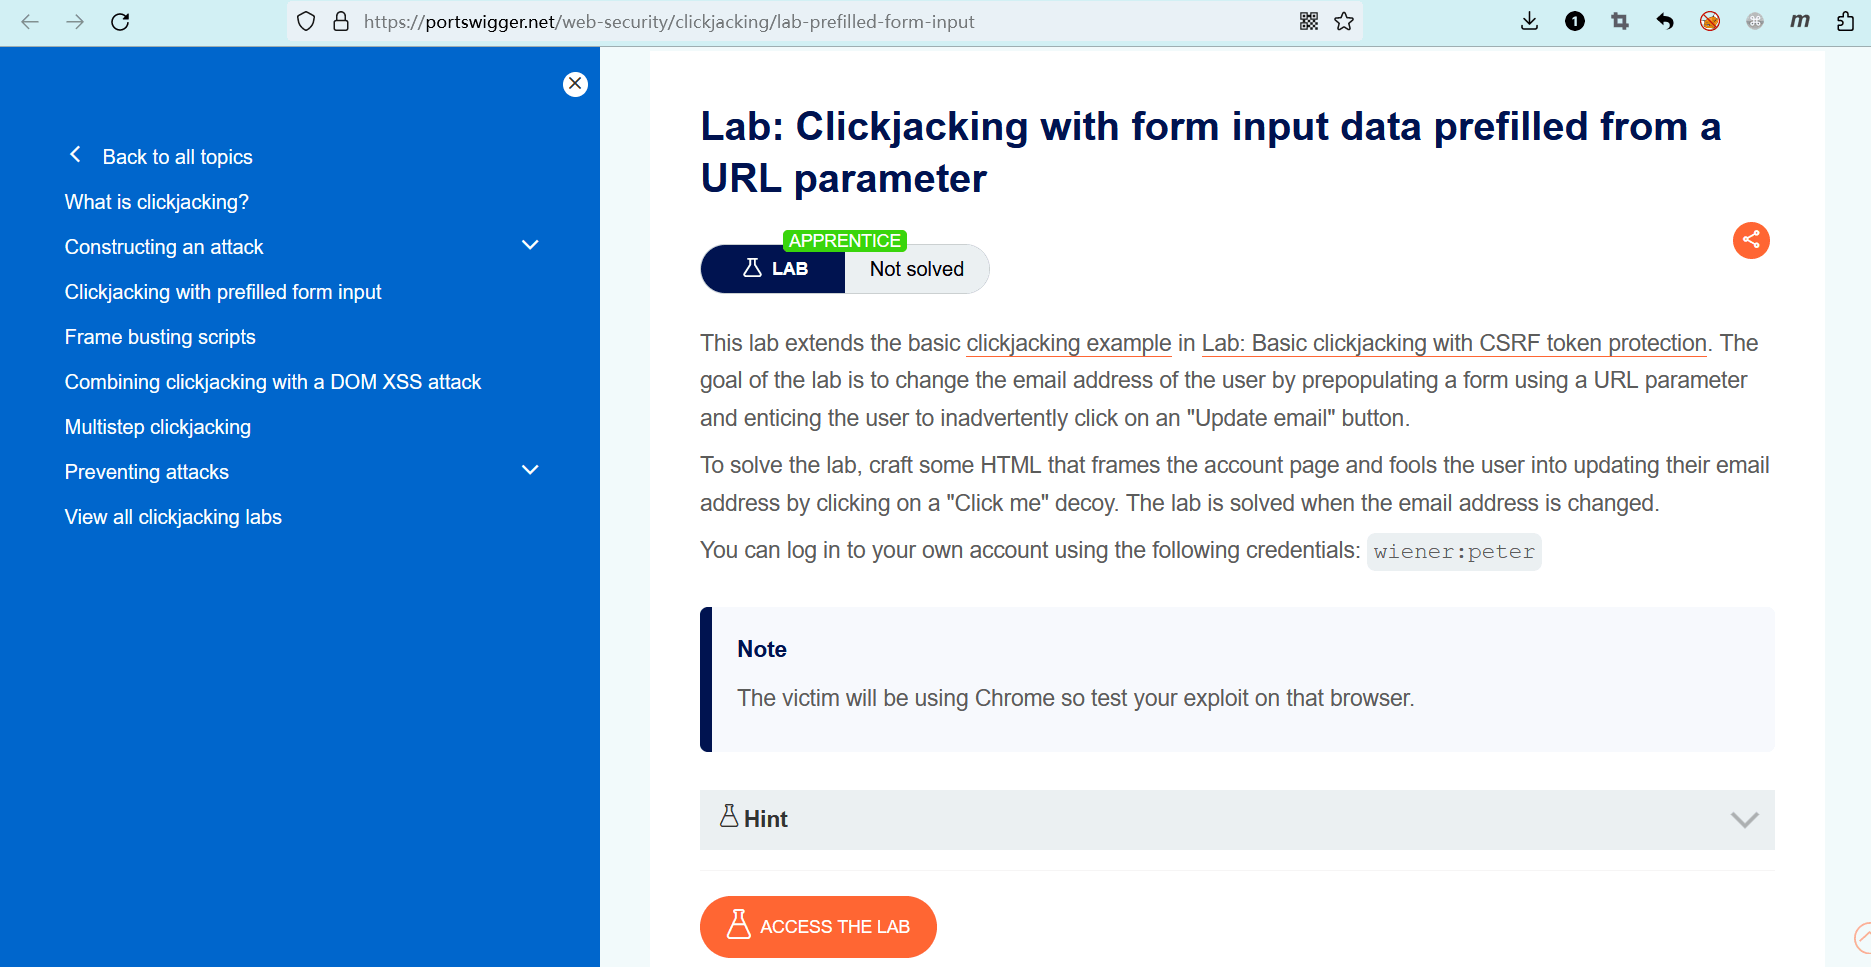 https://portswigger.net/web-security/clickjacking/lab-prefilled-form-input
1
m
Back to all topics
What is clickjacking?
Constructing an attack
Clickjacking with prefilled form input
Frame busting scripts
Combining clickjacking with a DOM XSS attack
Multistep clickjacking
Preventing attacks
View all clickjacking labs
Lab: Clickjacking with form input data prefilled from a
URL parameter
APPRENTICE
LAB Not solved
This lab extends the basic clickjacking example in Lab: Basic clickjacking with CSRF token protection. The
goal of the lab is to change the email address of the user by prepopulating a form using a URL parameter
and enticing the user to inadvertently click on an "Update email" button.
To solve the lab, craft some HTML that frames the account page and fools the user into updating their email
address by clicking on a "Click me" decoy. The lab is solved when the email address is changed.
You can log in to your own account using the following credentials: wiener:peter
Note
The victim will be using Chrome so test your exploit on that browser.
Hint
ACCESS THE LAB